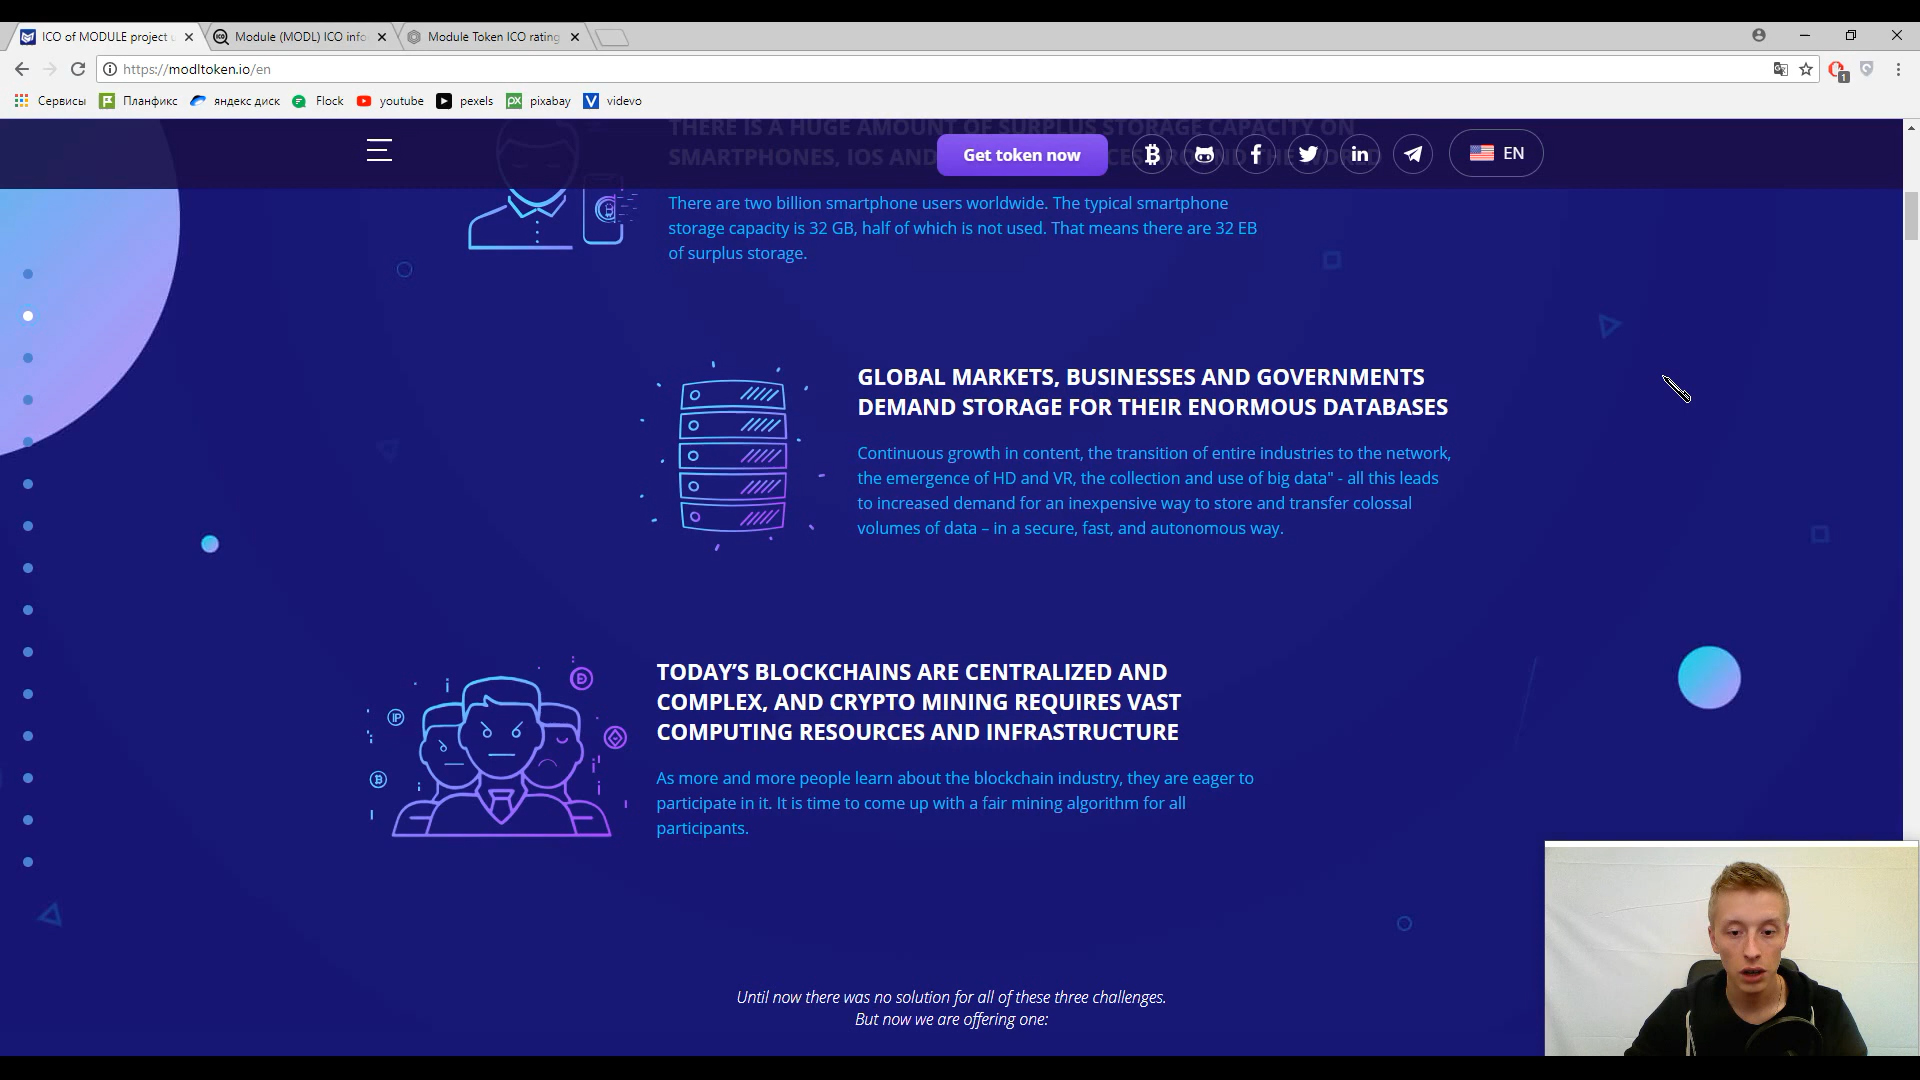 ICO of MODULE project u
Module (MODL) ICO info
Module Token ICO rating
https://modltoken.io/en
1
Сервисы
Планфикс
яндекс диск
Flock
youtube
pexels
pixabay
videvo
THERE IS A HUGE AMOUNT OF SURPLUS STORAGE CAPACITY ON
SMARTPHONES, IOS AND
Get token now
EN
There are two billion smartphone users worldwide. The typical smartphone
storage capacity is 32 GB, half of which is not used. That means there are 32 EB
of surplus storage.
GLOBAL MARKETS, BUSINESSES AND GOVERNMENTS
DEMAND STORAGE FOR THEIR ENORMOUS DATABASES
Continuous growth in content, the transition of entire industries to the network,
the emergence of HD and VR, the collection and use of big data" - all this leads
to increased demand for an inexpensive way to store and transfer colossal
volumes of data – in a secure, fast, and autonomous way.
TODAY’S BLOCKCHAINS ARE CENTRALIZED AND
COMPLEX, AND CRYPTO MINING REQUIRES VAST
COMPUTING RESOURCES AND INFRASTRUCTURE
As more and more people learn about the blockchain industry, they are eager to
participate in it. It is time to come up with a fair mining algorithm for all
participants.
Until now there was no solution for all of these three challenges.
But now we are offering one: